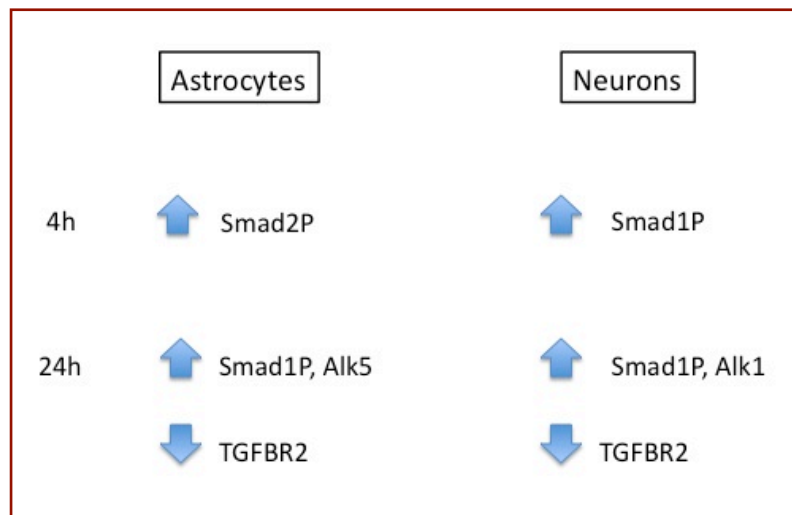 Astrocytes Neurons
4h Smad2P Smad1P
24h Smad1P, Alk5 Smad1P, Alk1
TGFBR2 TGFBR2